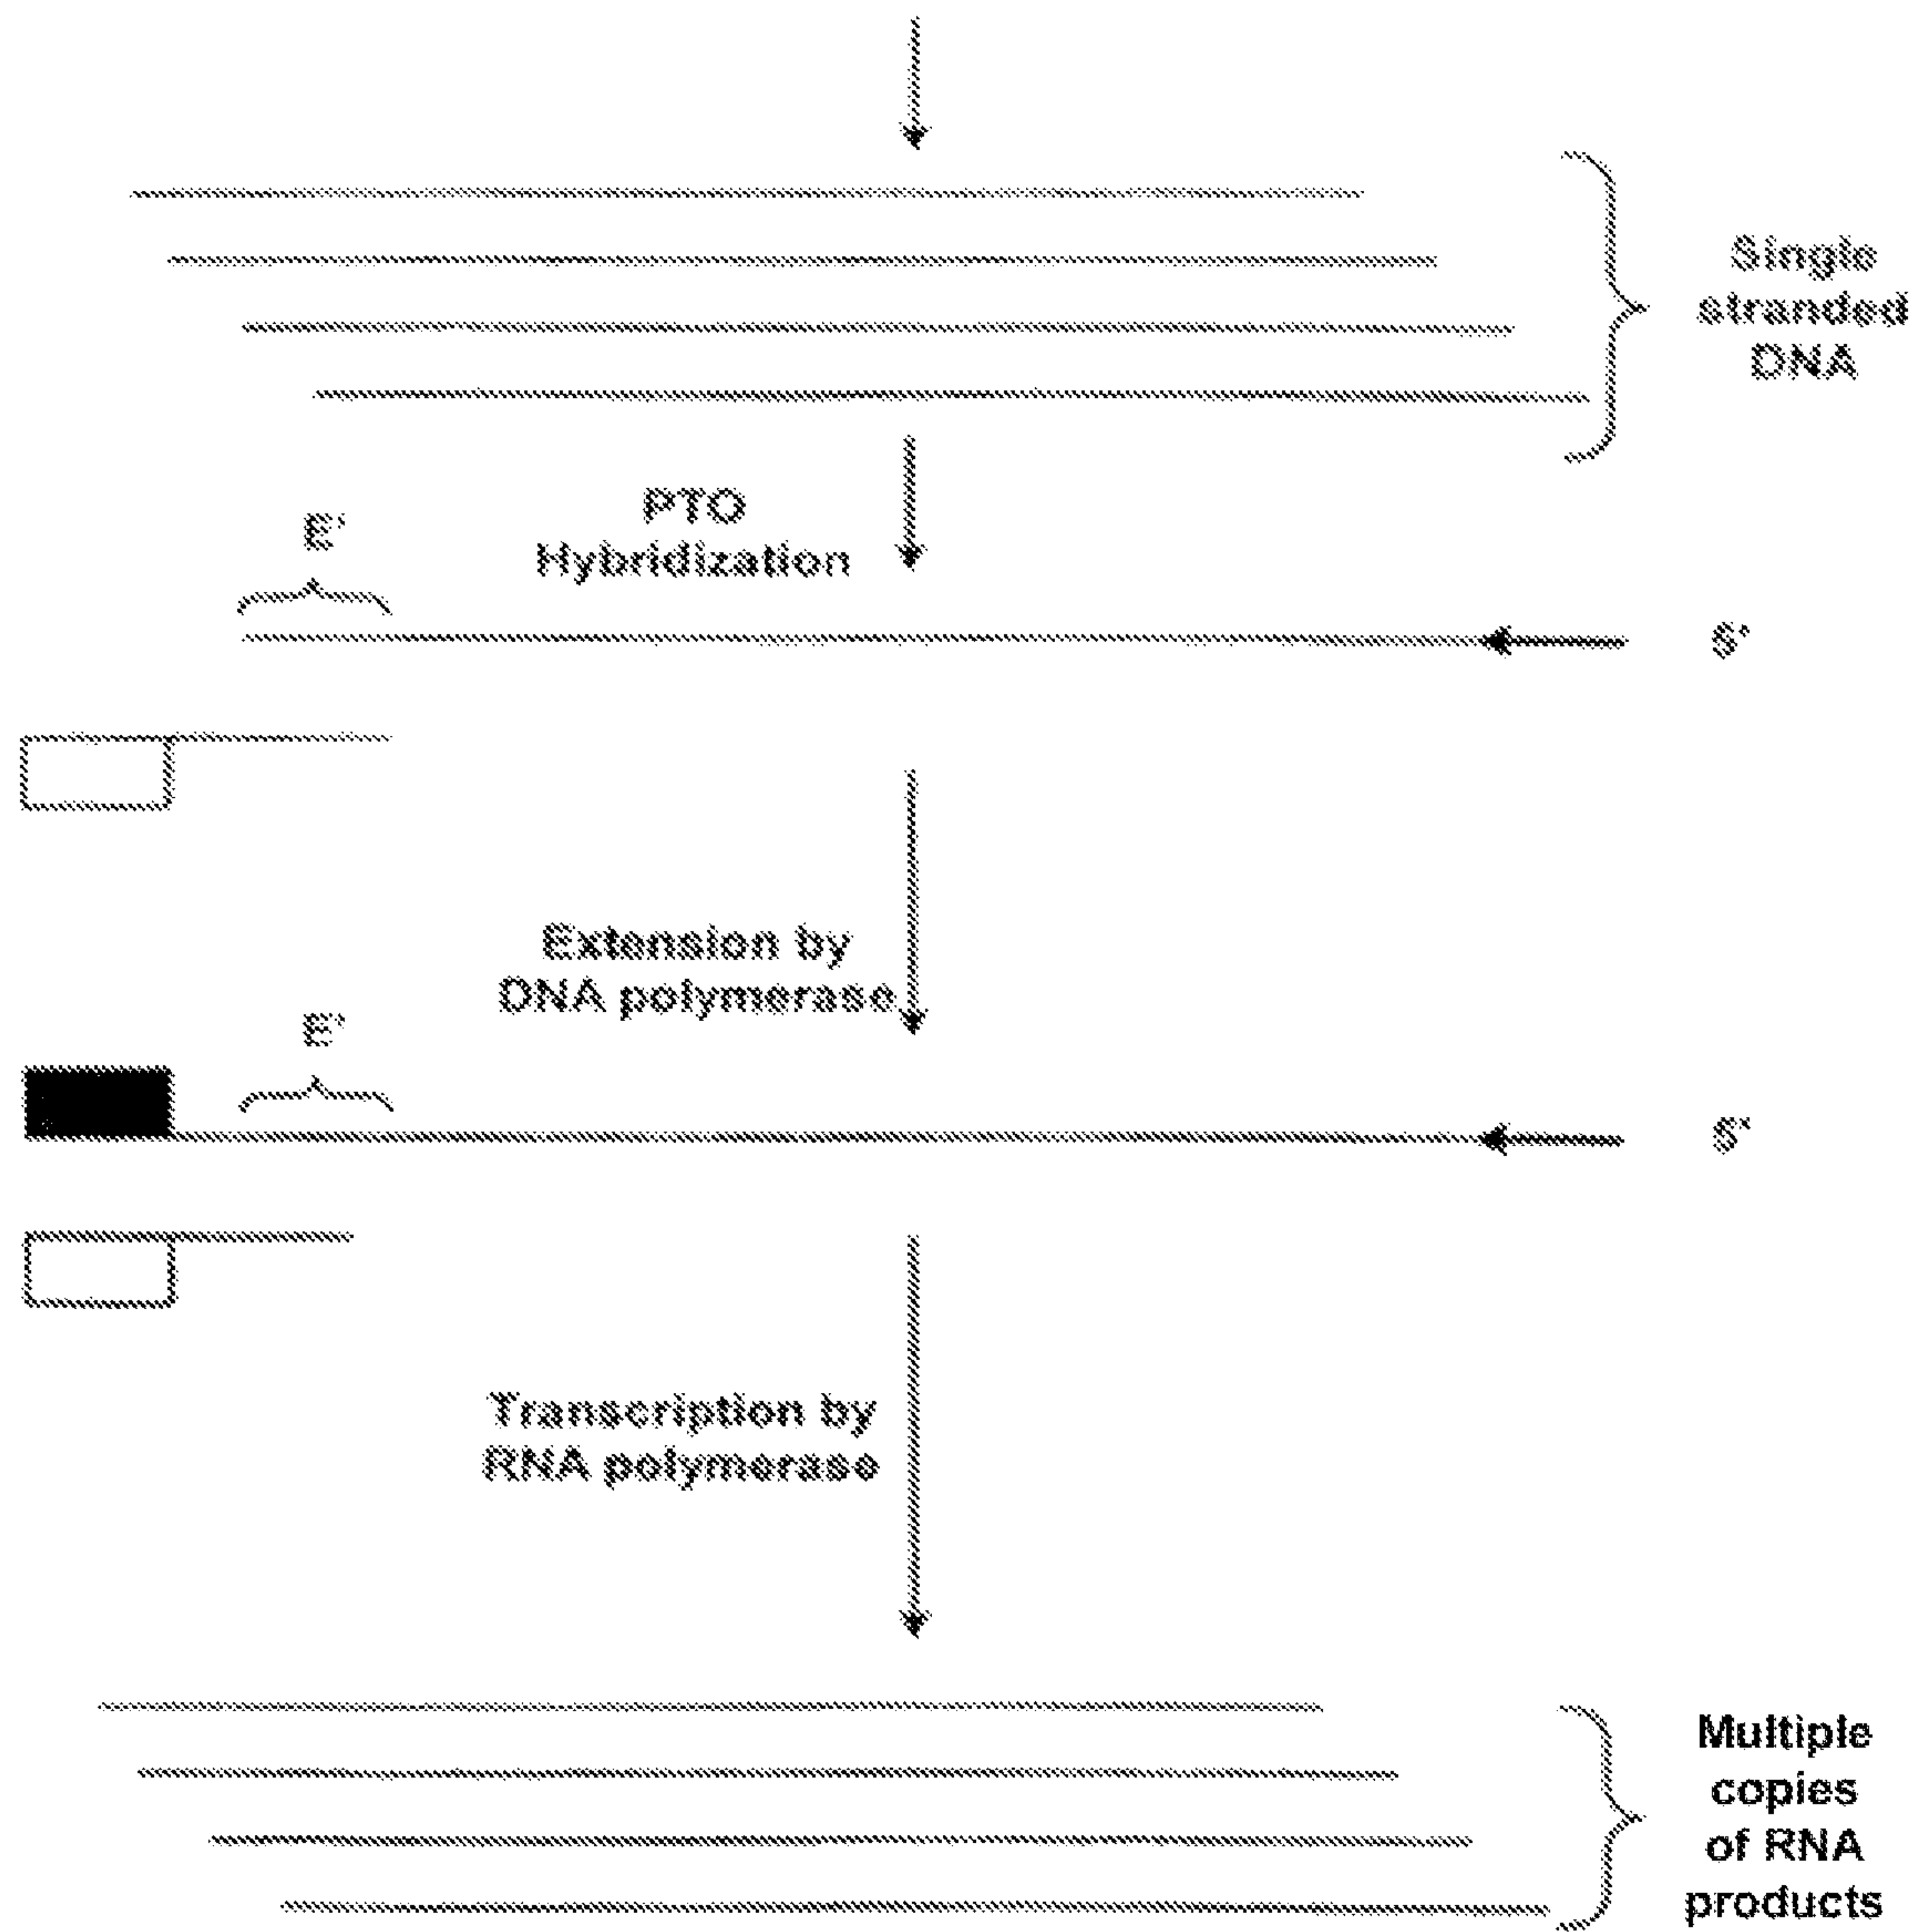 Single
stranded
DNA
PTO
Hybridization
E'
5'
Extension by
DNA polymerase
E'
5'
Transcription by
RNA polymerase
Multiple
copies
of RNA
products